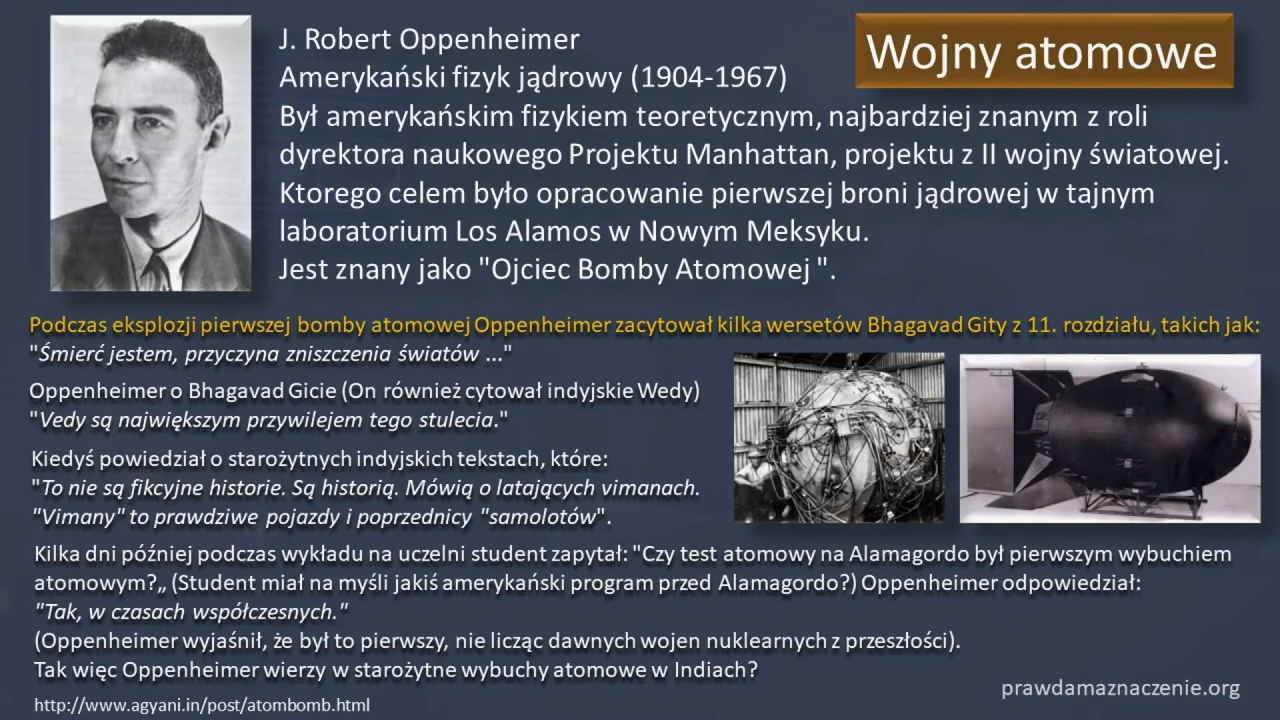 J. Robert Oppenheimer
Wojny atomowe
Amerykański fizyk jądrowy (1904-1967)
Był amerykańskim fizykiem teoretycznym, najbardziej znanym z roli
dyrektora naukowego Projektu Manhattan, projektu z II wojny światowej.
Ktorego celem było opracowanie pierwszej broni jądrowej w tajnym
laboratorium Los Alamos w Nowym Meksyku.
Jest znany jako "Ojciec Bomby Atomowej ".
Podczas eksplozji pierwszej bomby atomowej Oppenheimer zacytował kilka wersetów Bhagavad Gity z 11. rozdziału, takich jak:
"Śmierć jestem, przyczyna zniszczenia światów ..."
Oppenheimer o Bhagavad Gicie (On również cytował indyjskie Wedy)
"Vedy są największym przywilejem tego stulecia."
Kiedyś powiedział o starożytnych indyjskich tekstach, które:
"To nie są fikcyjne historie. Są historią. Mówią o latających vimanach.
"Vimany" to prawdziwe pojazdy i poprzednicy "samolotów".
Kilka dni później podczas wykładu na uczelni student zapytał: "Czy test atomowy na Alamagordo był pierwszym wybuchiem
atomowym?„ (Student miał na myśli jakiś amerykański program przed Alamagordo?) Oppenheimer odpowiedział:
"Tak, w czasach współczesnych."
(Oppenheimer wyjaśnił, że był to pierwszy, nie licząc dawnych wojen nuklearnych z przeszłości).
Tak więc Oppenheimer wierzy w starożytne wybuchy atomowe w Indiach?
prawdamaznaczenie.org
http://www.agyani.in/post/atombomb.html